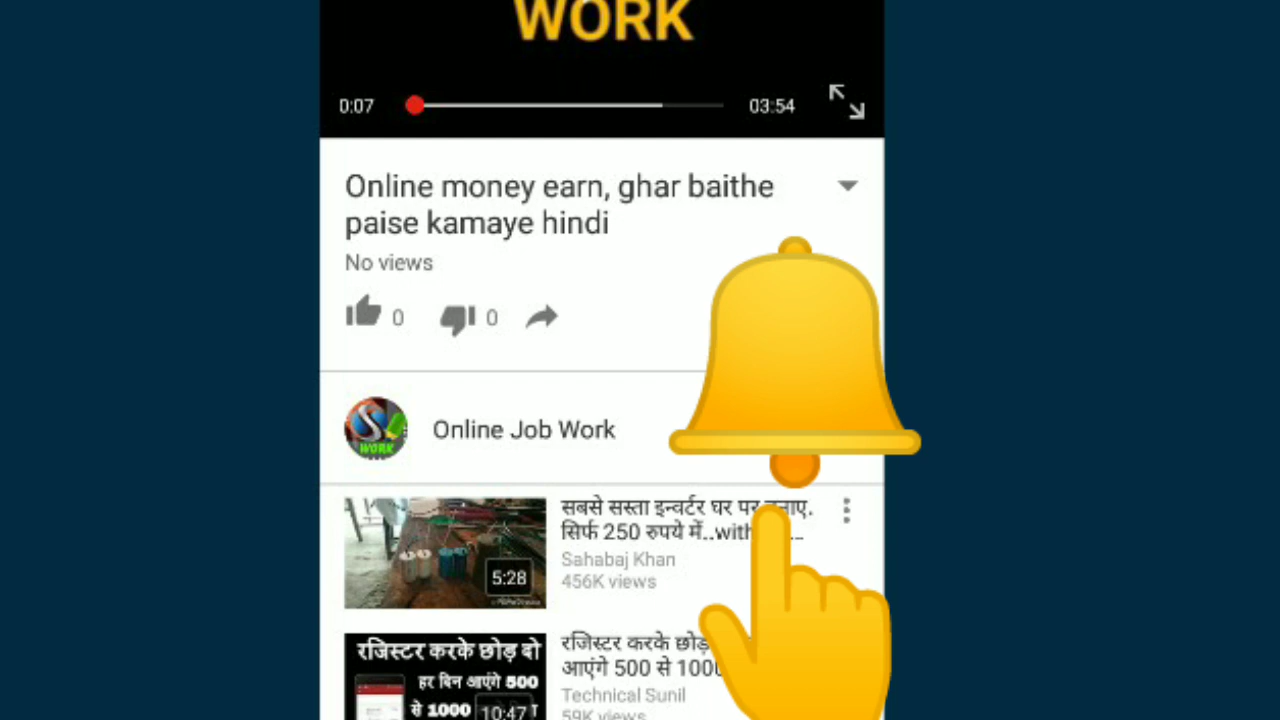 WORK
0:07
03:54
Online money earn, ghar baithe
paise kamaye hindi
No views
0
0
WORK
Online Job Work
सबसे सस्ता इन्वर्टर घर पर
सिर्फ 250 रुपये में..with
Sahabaj Khan
456K views
5:28
रजिस्टर करके छोड़ दो
हर दिन आएंगे 500
से 1000
10:47
रजिस्टर करके छोड़
आएंगे 500 से
Technical Sunil
59K views